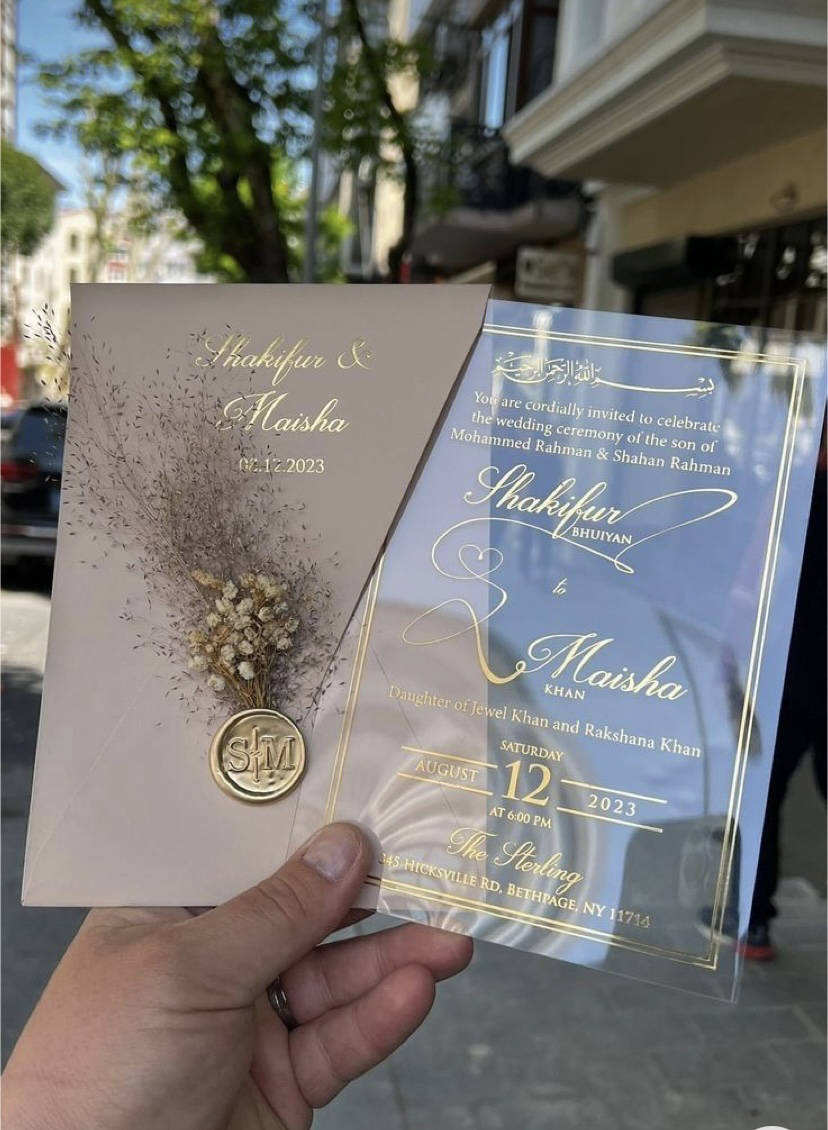 Shakifur &
Maisha
08.12.2023
S M
بسم الله الرحمن الرحيم
You are cordially invited to celebrate
the wedding ceremony of the son of
Mohammed Rahman & Shahan Rahman
Shakifur
BHUIYAN
to
Maisha
KHAN
Daughter of Jewel Khan and Rakshana Khan
SATURDAY
AUGUST 12 2023
AT 6:00 PM
The Sterling
345 HICKSVILLE RD, BETHPAGE, NY 11714